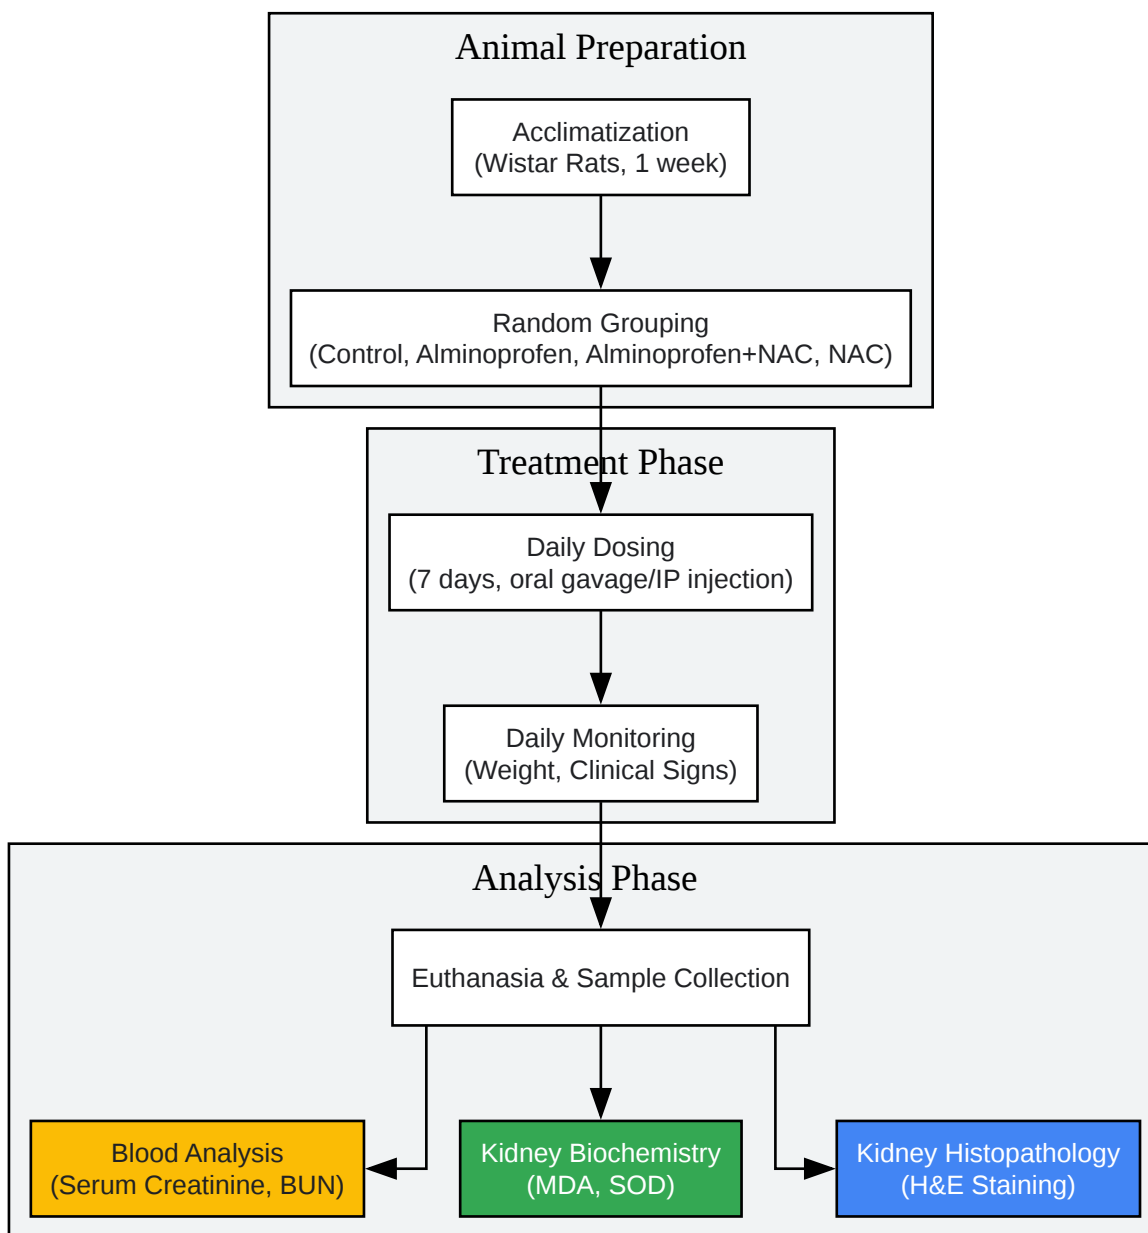 Animal Preparation
Acclimatization
(Wistar Rats, 1 week)
Random Grouping
(Control, Alminoprofen, Alminoprofen+NAC, NAC)
Treatment Phase
Daily Dosing
(7 days, oral gavage/IP injection)
Daily Monitoring
(Weight, Clinical Signs)
Analysis Phase
Euthanasia & Sample Collection
Blood Analysis
(Serum Creatinine, BUN)
Kidney Biochemistry
(MDA, SOD)
Kidney Histopathology
(H&E Staining)